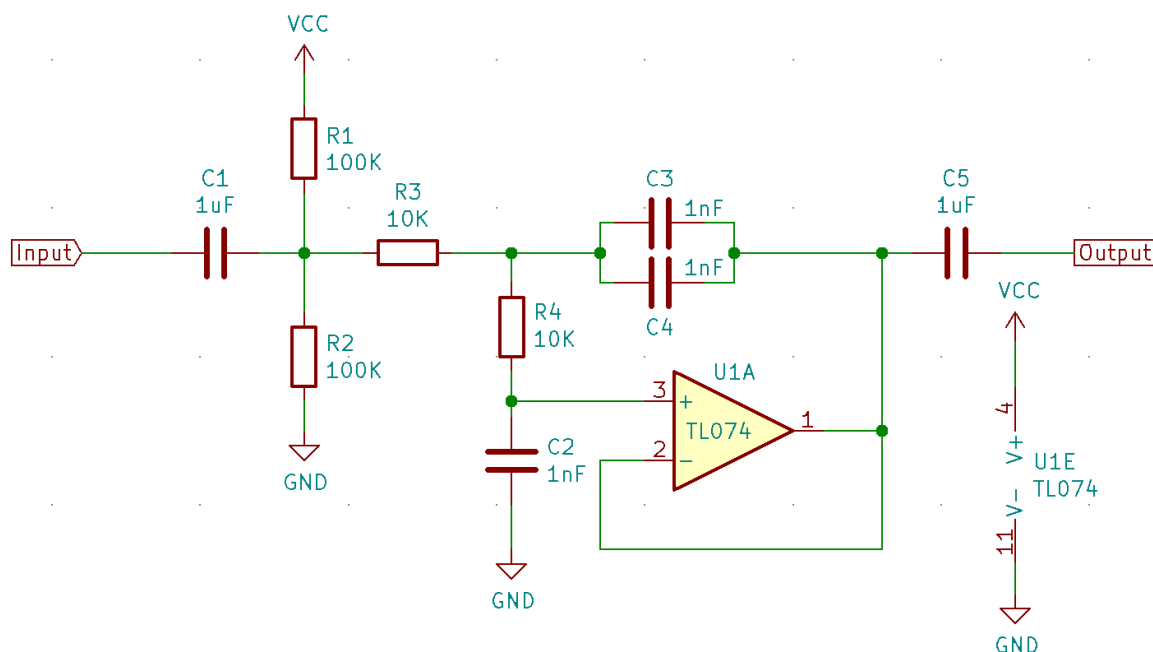 VCC
R1
100K
C1
1uF
R3
10K
C3
1nF
C5
1uF
Input
Output
1nF
C4
VCC
R4
10K
R2
100K
U1A
3
+
TL074
1
2
-
4
V+
U1E
TL074
V-
11
C2
1nF
GND
GND
GND